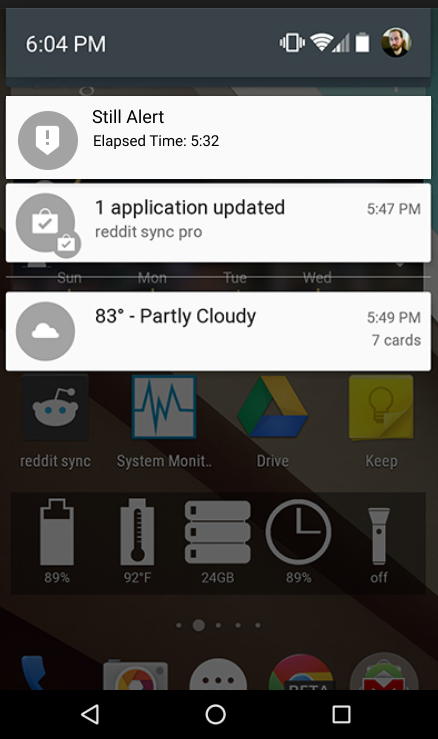 6:04 PM
Still Alert
Elapsed Time: 5:32
1 application updated
5:47 PM
reddit sync pro
Sun Mon Tue Wed
83° - Partly Cloudy
5:49 PM
7 cards
reddit sync System Monit.. Drive Keep
89% 92°F 24GB 89% off
BETA